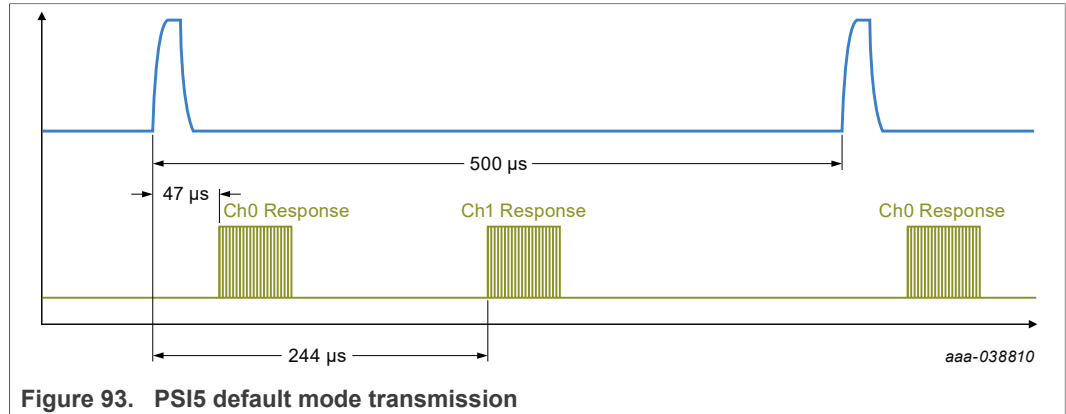 500 µs
47 µs
Ch0 Response
Ch1 Response
Ch0 Response
244 µs
aaa-038810
Figure 93. PSI5 default mode transmission